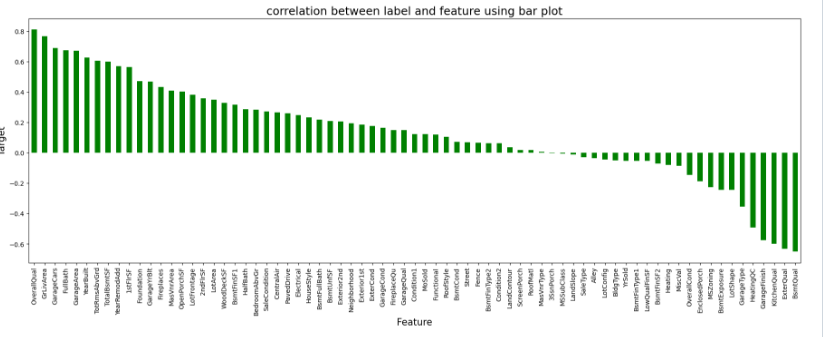 correlation between label and feature using bar plot
0.8
0.6
0.4
0.2
0.0
−0.2
−0.4
−0.6
Target
OverallQual
GrLivArea
GarageCars
FullBath
GarageArea
YearBuilt
TotRmsAbvGrd
TotalBsmtSF
YearRemodAdd
1stFlrSF
Foundation
GarageYrBlt
Fireplaces
MasVnrArea
OpenPorchSF
LotFrontage
2ndFlrSF
LotArea
WoodDeckSF
BsmtFinSF1
HalfBath
BedroomAbvGr
SaleCondition
CentralAir
PavedDrive
Electrical
HouseStyle
BsmtFullBath
BsmtUnfSF
Exterior2nd
Neighborhood
Exterior1st
ExterCond
GarageCond
FireplaceQu
GarageQual
Condition1
MoSold
Functional
RoofStyle
BsmtCond
Street
Fence
BsmtFinType2
Condition2
LandContour
ScreenPorch
RoofMatl
MasVnrType
3SsnPorch
MSSubClass
LandSlope
SaleType
Alley
LotConfig
BldgType
YrSold
BsmtFinType1
LowQualFinSF
BsmtFinSF2
Heating
MiscVal
OverallCond
EnclosedPorch
MSZoning
BsmtExposure
LotShape
GarageType
HeatingQC
GarageFinish
KitchenQual
ExterQual
BsmtQual
Feature